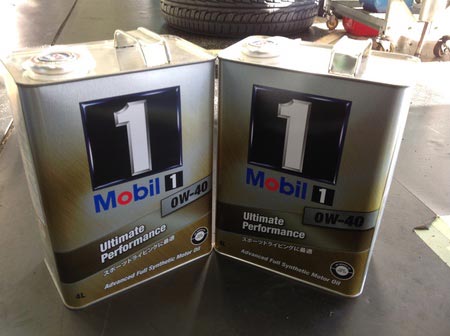 1
Mobil 1
0W-40
Ultimate
Performance
スポーツドライビングに最適
Advanced Full Synthetic Motor Oil
4L
1
Mobil 1
0W-40
Ultimate
Performance
スポーツドライビングに最適
Advanced Full Synthetic Motor Oil
4L